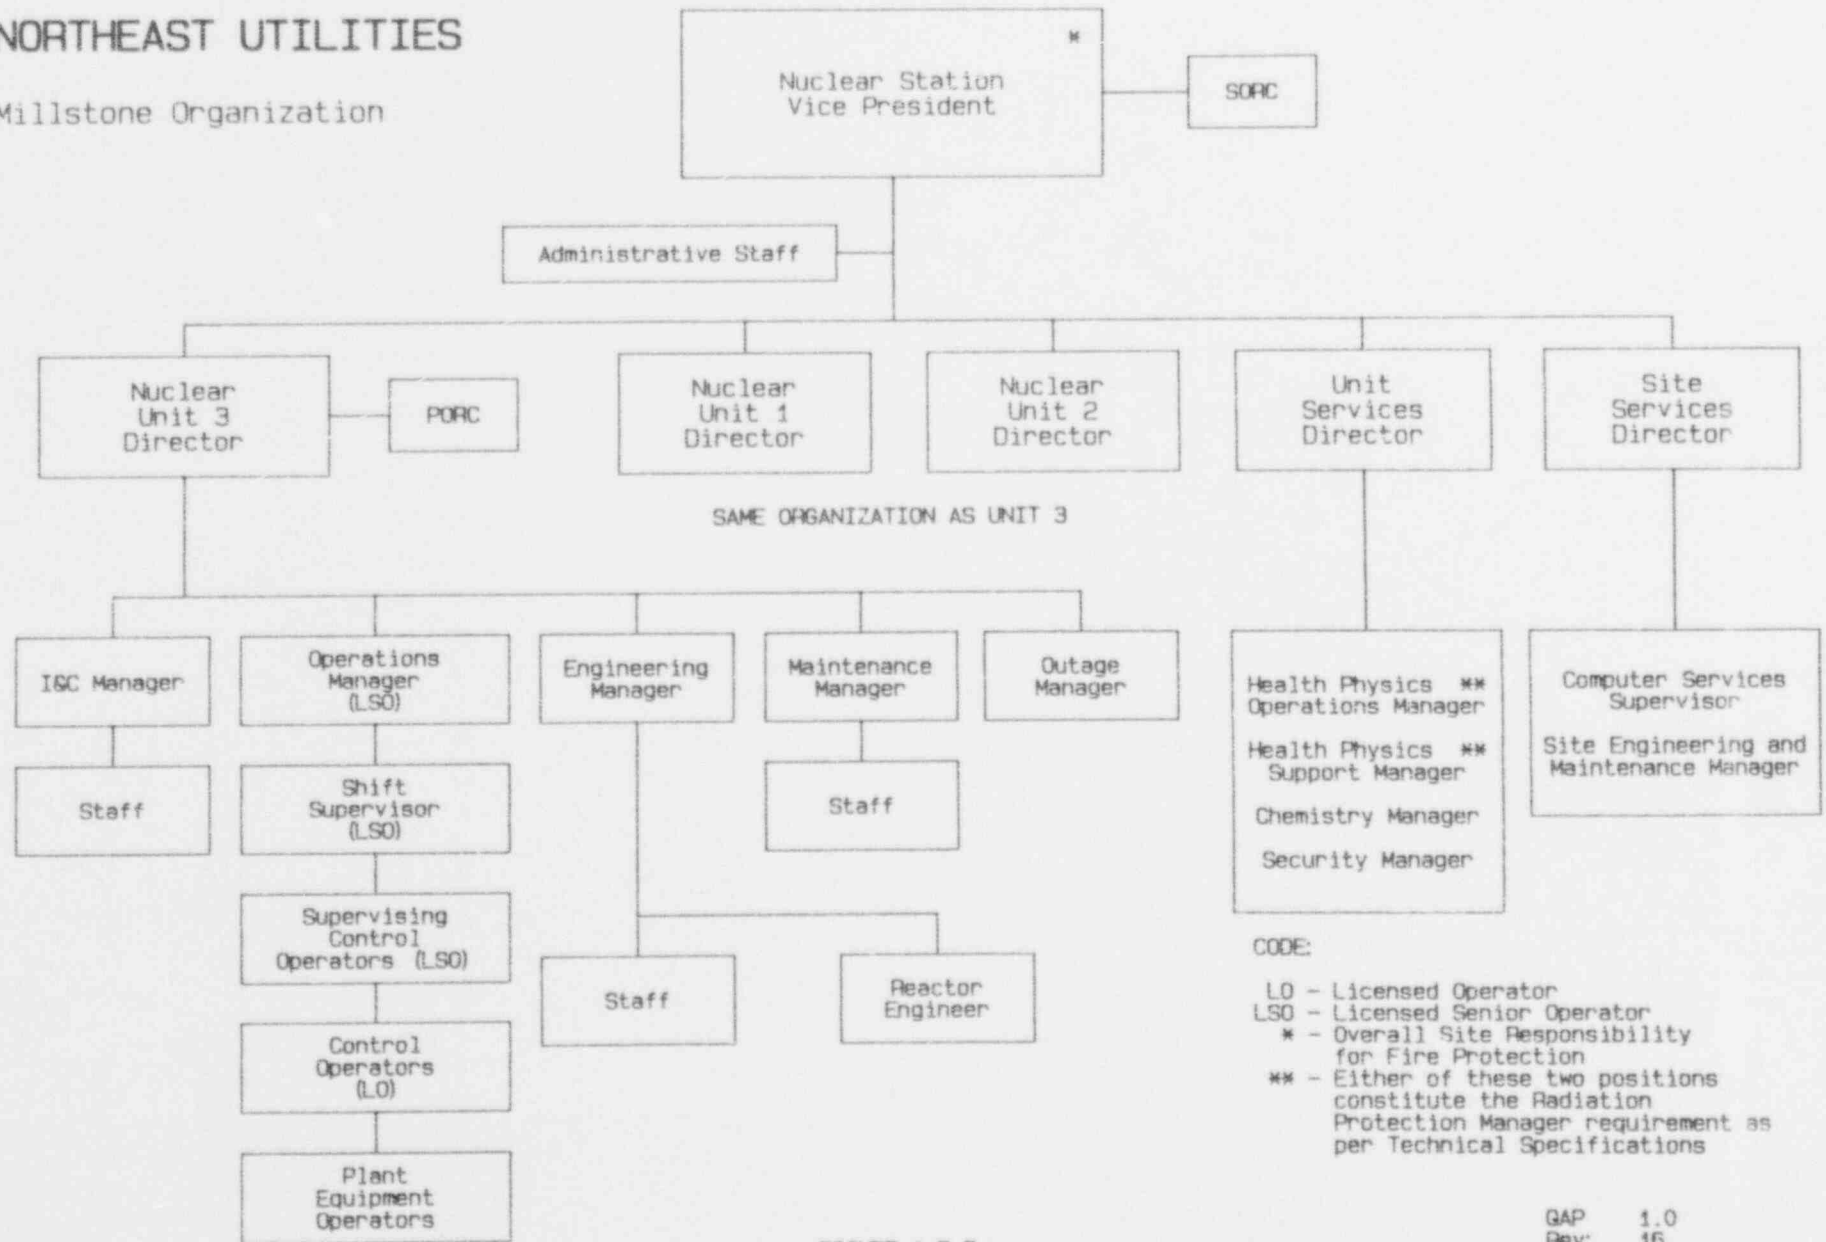 NORTHEAST UTILITIES
Millstone Organization
*
Nuclear Station
Vice President
SORC
Administrative Staff
Nuclear
Unit 3
Director
PORC
Nuclear
Unit 1
Director
Nuclear
Unit 2
Director
Unit
Services
Director
Site
Services
Director
SAME ORGANIZATION AS UNIT 3
I&C Manager
Staff
Operations
Manager
(LSO)
Shift
Supervisor
(LSO)
Supervising
Control
Operators (LSO)
Control
Operators
(LO)
Plant
Equipment
Operators
Engineering
Manager
Staff
Reactor
Engineer
Maintenance
Manager
Staff
Outage
Manager
Health Physics **
Operations Manager
Health Physics **
Support Manager
Chemistry Manager
Security Manager
Computer Services
Supervisor
Site Engineering and
Maintenance Manager
CODE:
LO - Licensed Operator
LSO - Licensed Senior Operator
* - Overall Site Responsibility
for Fire Protection
** - Either of these two positions
constitute the Radiation
Protection Manager requirement as
per Technical Specifications
QAP 1.0
Rev: 16